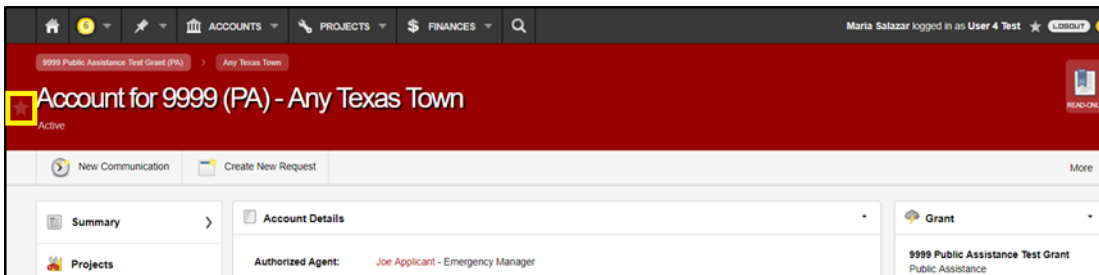 6 ACCOUNTS PROJECTS $ FINANCES Maria Salazar logged in as User 4 Test LOGOUT
9999 Public Assistance Test Grant (PA) > Any Texas Town
Account for 9999 (PA) - Any Texas Town
READ-ONL
Active
New Communication Create New Request More
Summary
Account Details
Grant
Projects
Authorized Agent: Joe Applicant - Emergency Manager
9999 Public Assistance Test Grant
Public Assistance